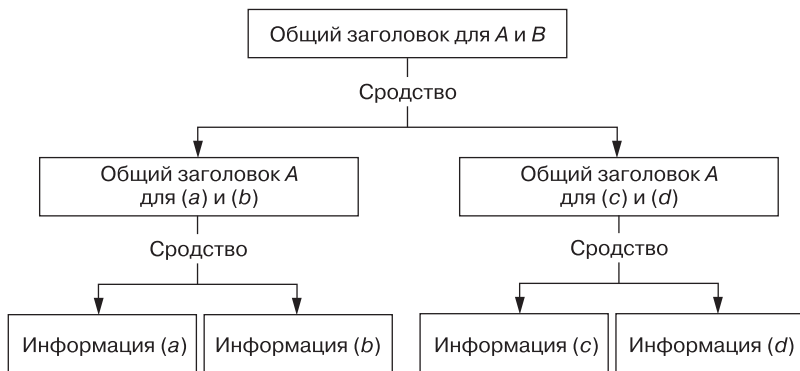 Общий заголовок для A и B
Сродство
Общий заголовок A
для (a) и (b)
Общий заголовок A
для (c) и (d)
Сродство
Сродство
Информация (a)
Информация (b)
Информация (c)
Информация (d)